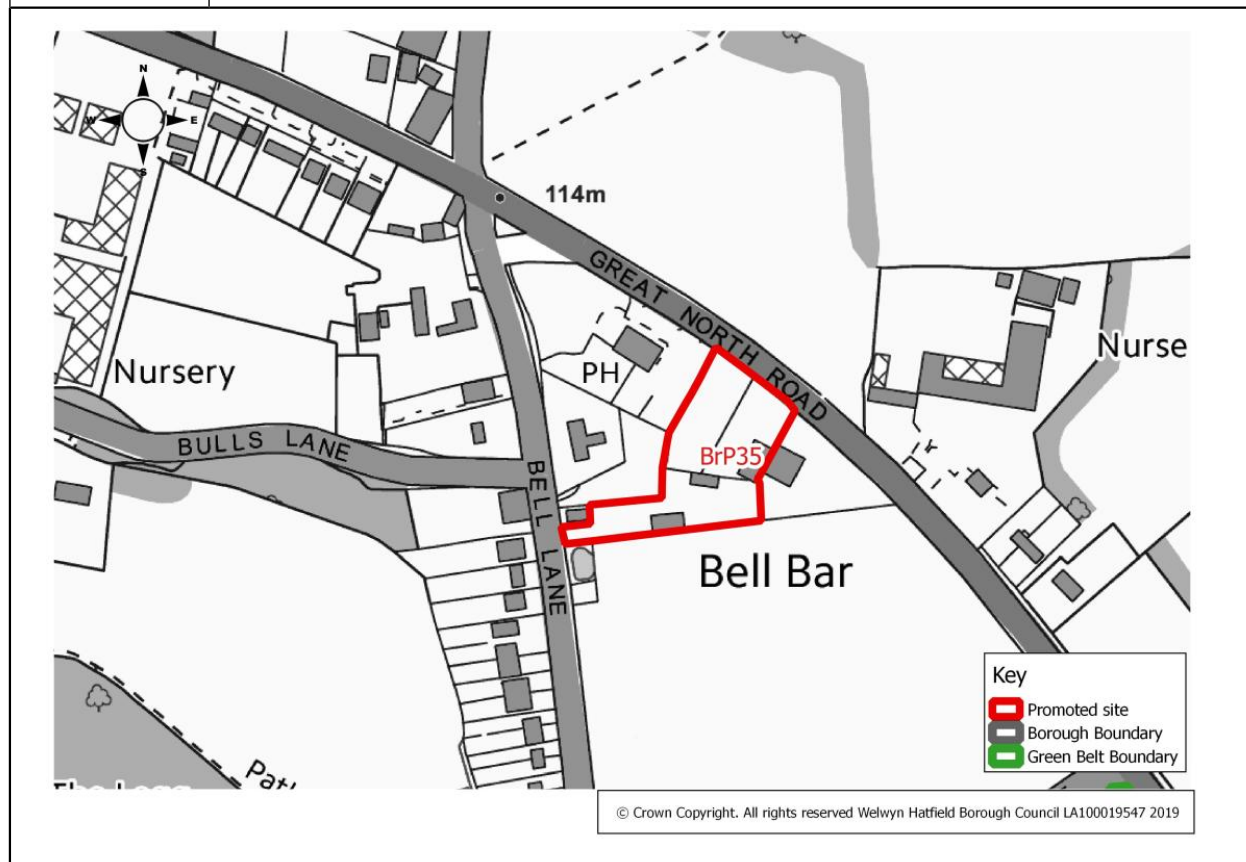 N
W
E
S
114m
GREAT NORTH ROAD
Nursery
PH
Nurse
BrP35
BULLS LANE
BELL LANE
Bell Bar
Key
Promoted site
Borough Boundary
Green Belt Boundary
Path
© Crown Copyright. All rights reserved Welwyn Hatfield Borough Council LA100019547 2019